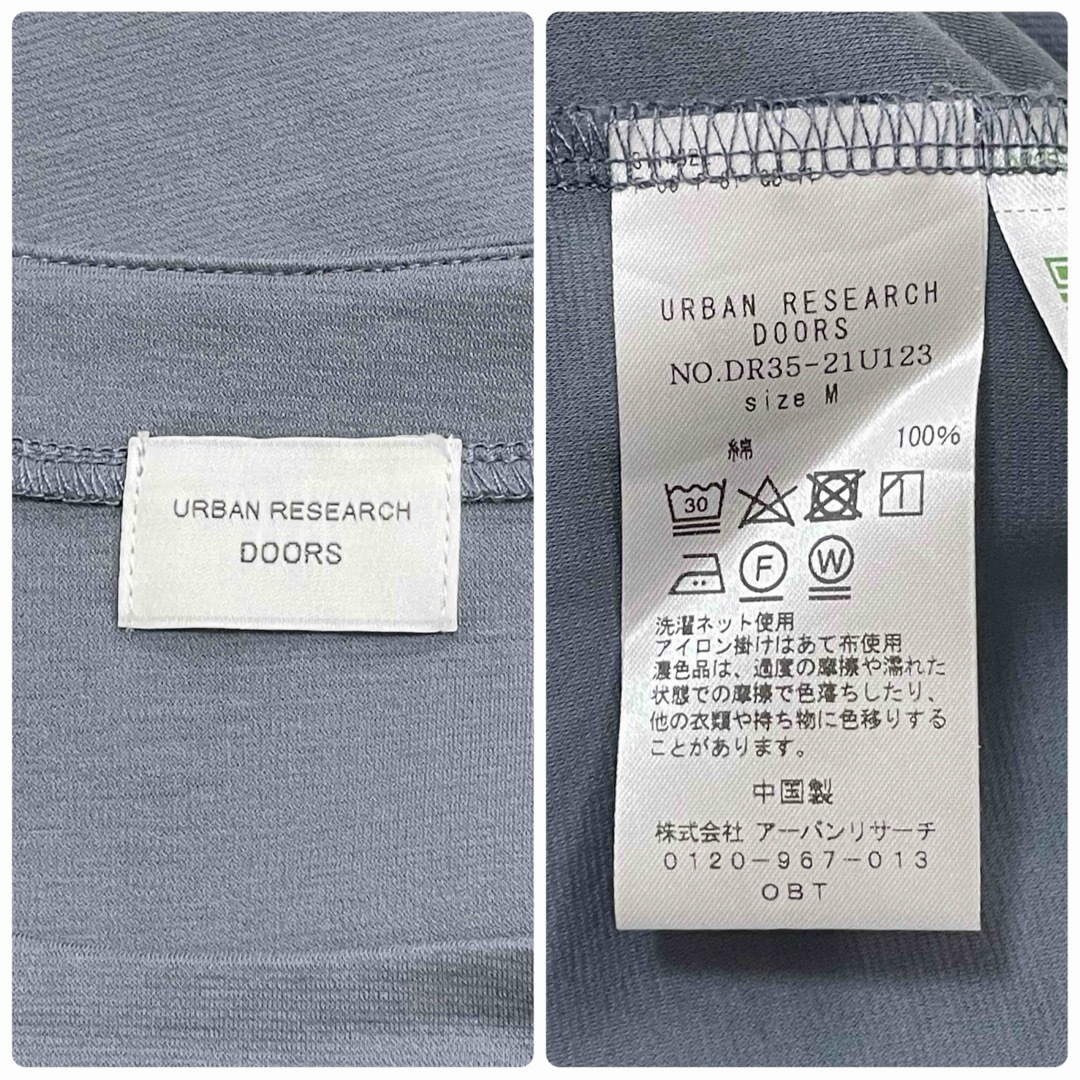 URBAN RESEARCH
DOORS
URBAN RESEARCH
DOORS
NO.DR35-21U123
size M
綿 100%
30
F W
洗濯ネット使用
アイロン掛けはあて布使用
濃色品は、過度の摩擦や濡れた
状態での摩擦で色落ちしたり、
他の衣類や持ち物に色移りする
ことがあります。
中国製
株式会社 アーバンリサーチ
0120-967-013
OBT